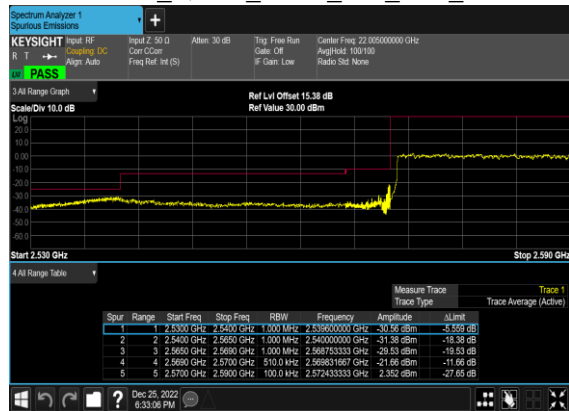 Spectrum Analyzer 1
Spurious Emissions
KEYSIGHT Input: RF Input Z: 50 Ω Atten: 30 dB Trig: Free Run Center Freq: 22.005000000 GHz
R T Coupling: DC Corr CCorr Gate: Off Avg|Hold: 100/100
Align: Auto Freq Ref: Int (S) IF Gain: Low Radio Std: None
LM PASS
3 All Range Graph
Ref Lvl Offset 15.38 dB
Scale/Div 10.0 dB Ref Value 30.00 dBm
Log
20.0
10.0
0.00
-10.0
-20.0
-30.0
-40.0
-50.0
-60.0
Start 2.530 GHz Stop 2.590 GHz
4 All Range Table
Measure Trace Trace 1
Trace Type Trace Average (Active)
Spur Range Start Freq Stop Freq RBW Frequency Amplitude ΔLimit
1 1 2.5300 GHz 2.5400 GHz 1.000 MHz 2.539600000 GHz -30.56 dBm -5.559 dB
2 2 2.5400 GHz 2.5650 GHz 1.000 MHz 2.540000000 GHz -31.38 dBm -18.38 dB
3 3 2.5650 GHz 2.5690 GHz 1.000 MHz 2.568753333 GHz -29.53 dBm -19.53 dB
4 4 2.5690 GHz 2.5700 GHz 510.0 kHz 2.569831667 GHz -21.66 dBm -11.66 dB
5 5 2.5700 GHz 2.5900 GHz 100.0 kHz 2.572433333 GHz 2.352 dBm -27.65 dB
? Dec 25, 2022
6:33:06 PM